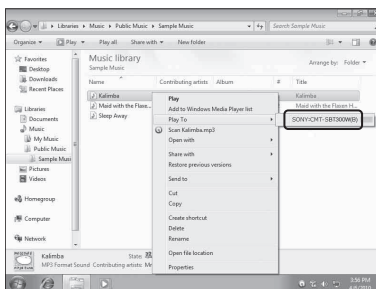 Libraries ▸ Music ▸ Public Music ▸ Sample Music
Search Sample Music
Organize Play Play all Share with New folder
Favorites
Desktop
Downloads
Recent Places
Libraries
Documents
Music
My Music
Public Music
Sample Musi
Pictures
Videos
Homegroup
Computer
Network
Music library
Sample Music
Arrange by: Folder
Name Contributing artists Album # Title
Kalimba
Maid with the Flaxen
Sleep Away
Kalimba
Maid with the Flaxen H...
Play
Add to Windows Media Player list
Play To
SONY:CMT-SBT300W(B)
Scan Kalimba.mp3
Open with
Share with
Restore previous versions
Send to
Cut
Copy
Create shortcut
Delete
Rename
Open file location
Properties
Kalimba State:
MP3 Format Sound Contributing artists: Mr
3:56 PM